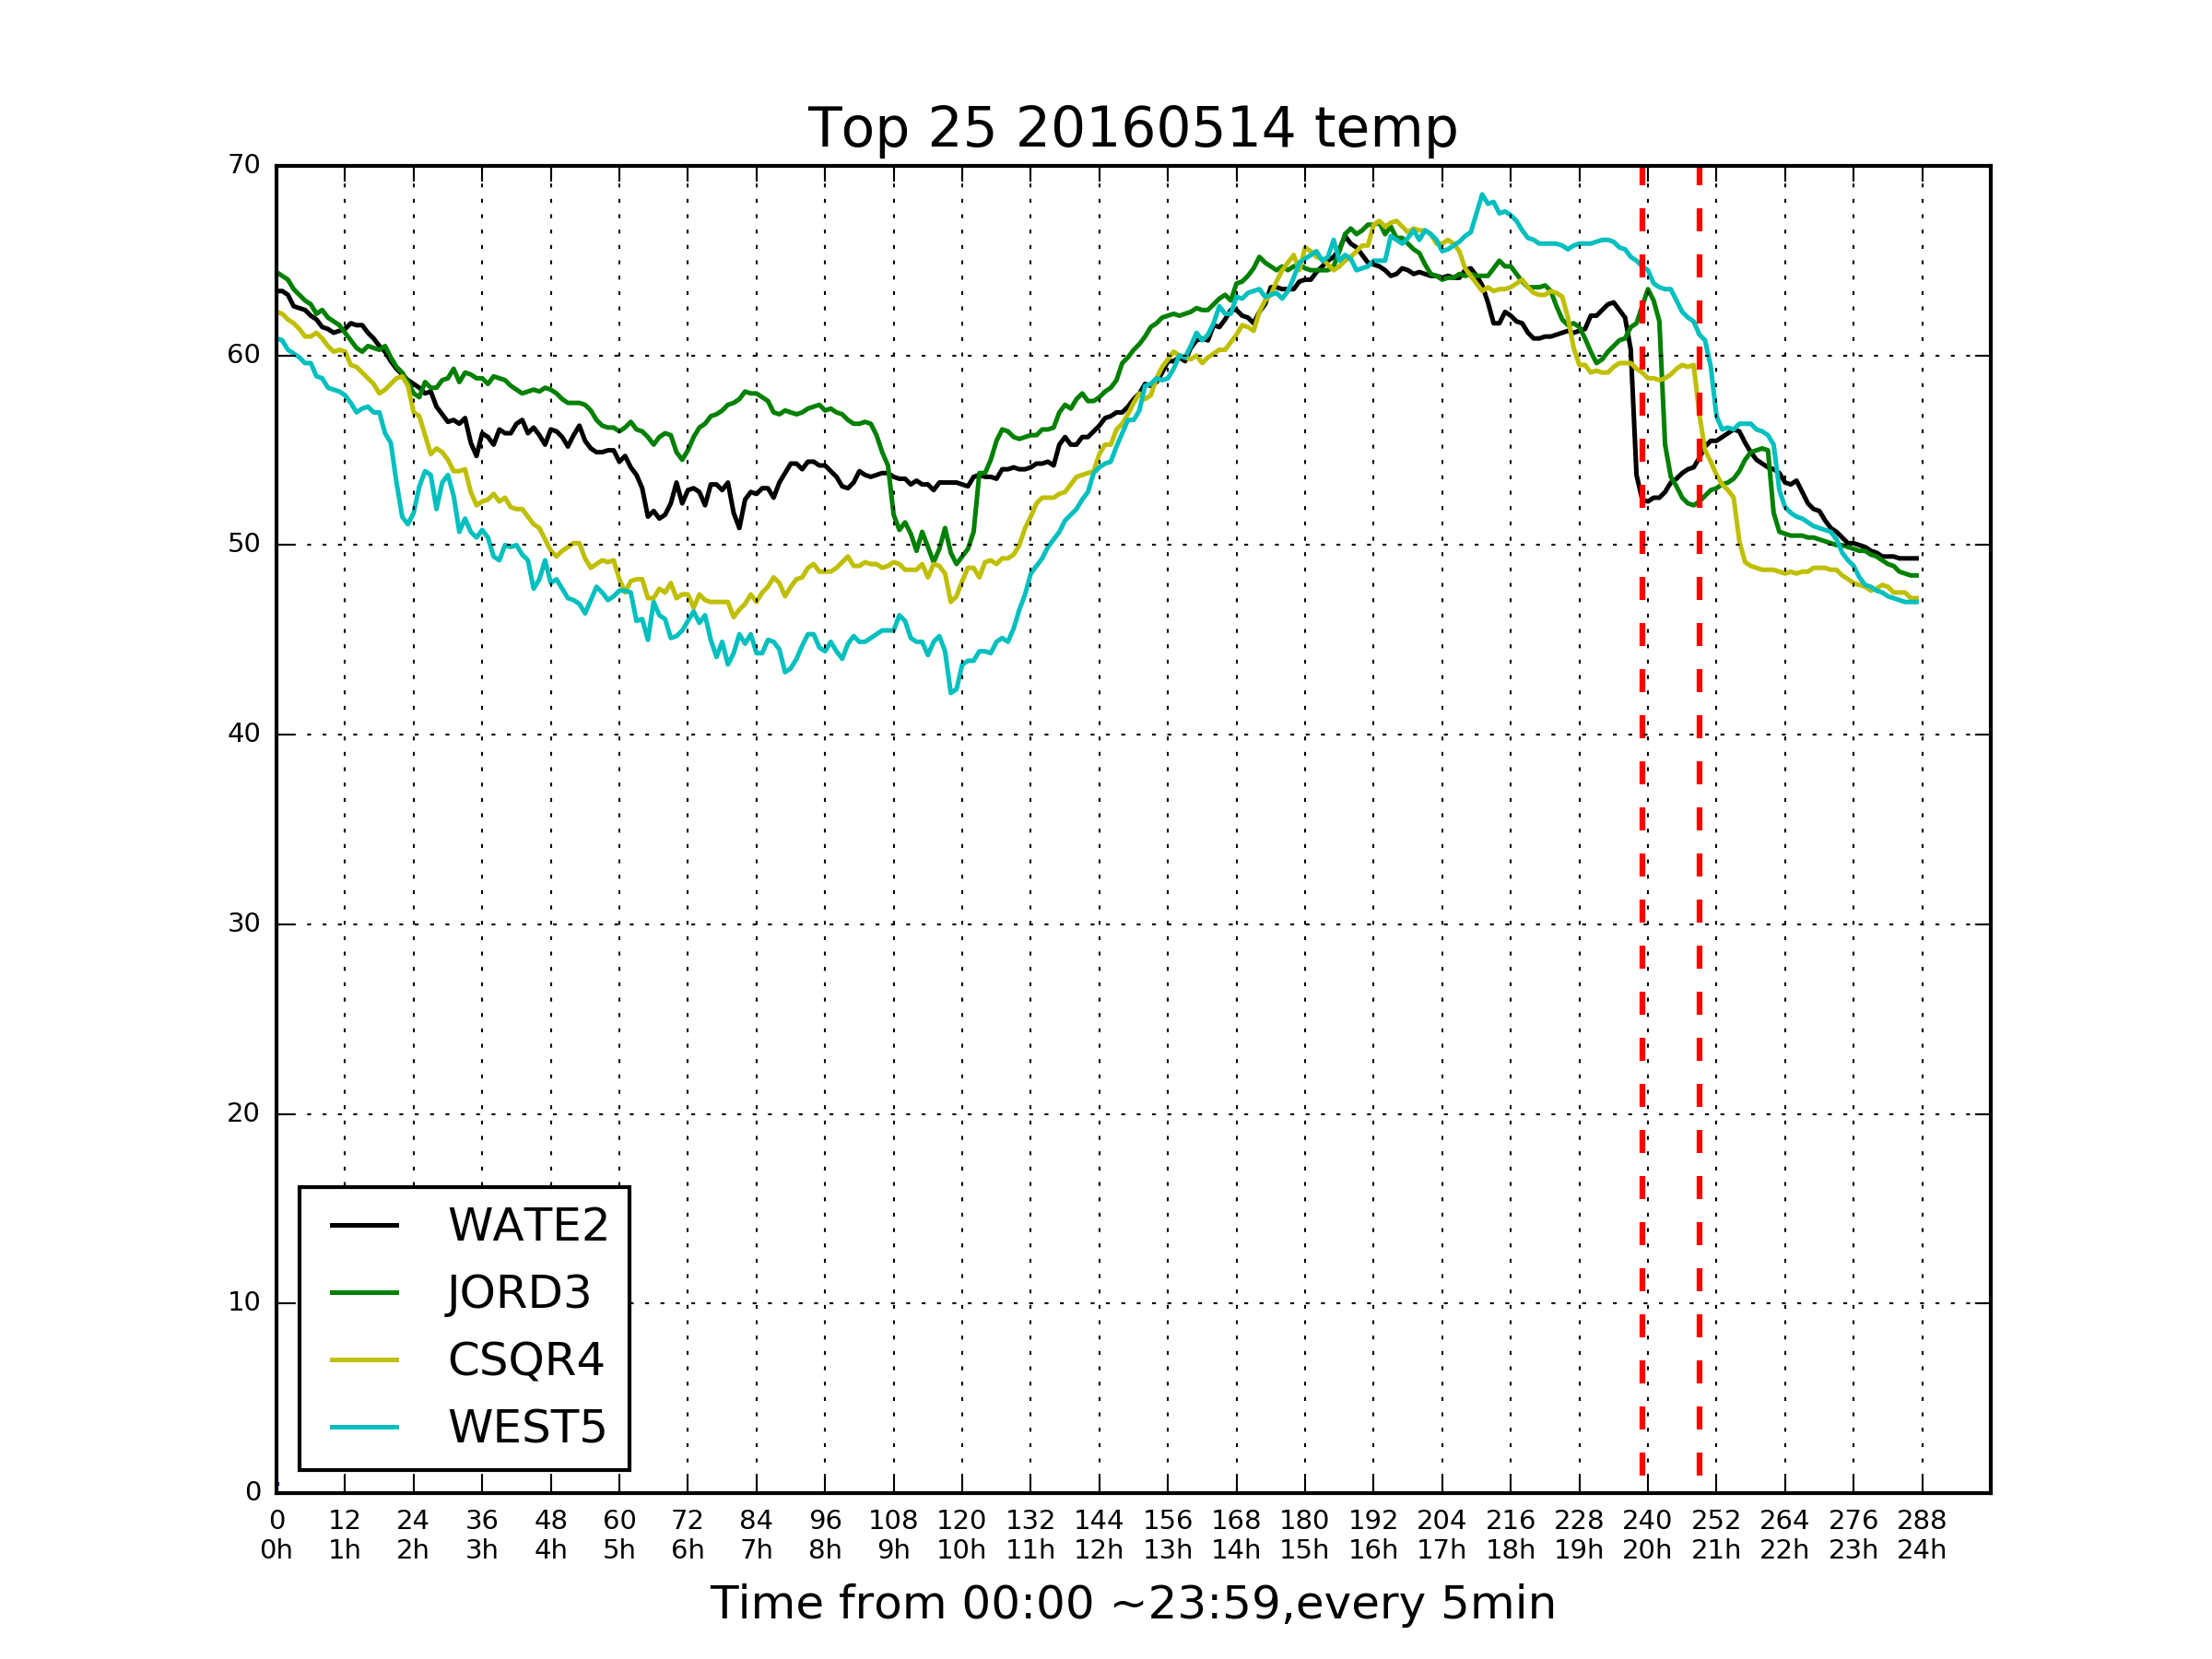 Top 25 20160514 temp
70
60
50
40
30
20
10
0
WATE2
JORD3
CSQR4
WEST5
0 12 24 36 48 60 72 84 96 108 120 132 144 156 168 180 192 204 216 228 240 252 264 276 288
0h 1h 2h 3h 4h 5h 6h 7h 8h 9h 10h 11h 12h 13h 14h 15h 16h 17h 18h 19h 20h 21h 22h 23h 24h
Time from 00:00 ~23:59,every 5min